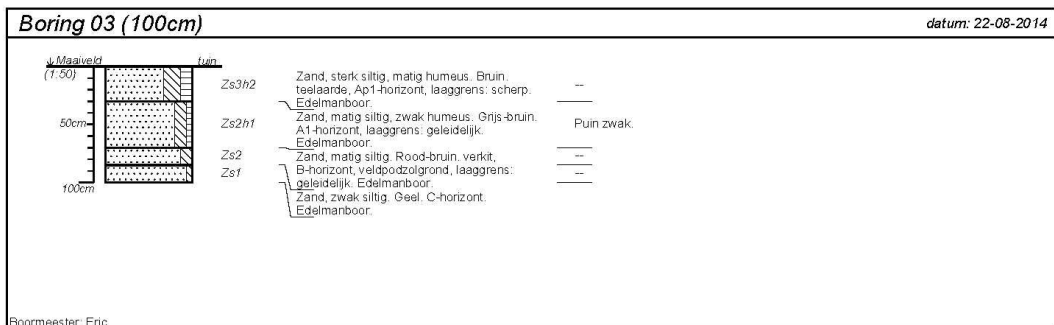 Boring 03 (100cm)
datum: 22-08-2014
↓ Maaiveld
tuin
(1:50)
Zs3h2
Zand, sterk siltig, matig humeus. Bruin.
teelaarde, Ap1-horizont, laaggrens: scherp.
Edelmanboor.
--
50cm
Zs2h1
Zand, matig siltig, zwak humeus. Grijs-bruin.
A1-horizont, laaggrens: geleidelijk.
Edelmanboor.
Puin zwak.
Zs2
Zand, matig siltig. Rood-bruin. verkit,
B-horizont, veldpodzolgrond, laaggrens:
geleidelijk. Edelmanboor.
--
Zs1
Zand, zwak siltig. Geel. C-horizont.
Edelmanboor.
--
100cm
Boormeester: Eric